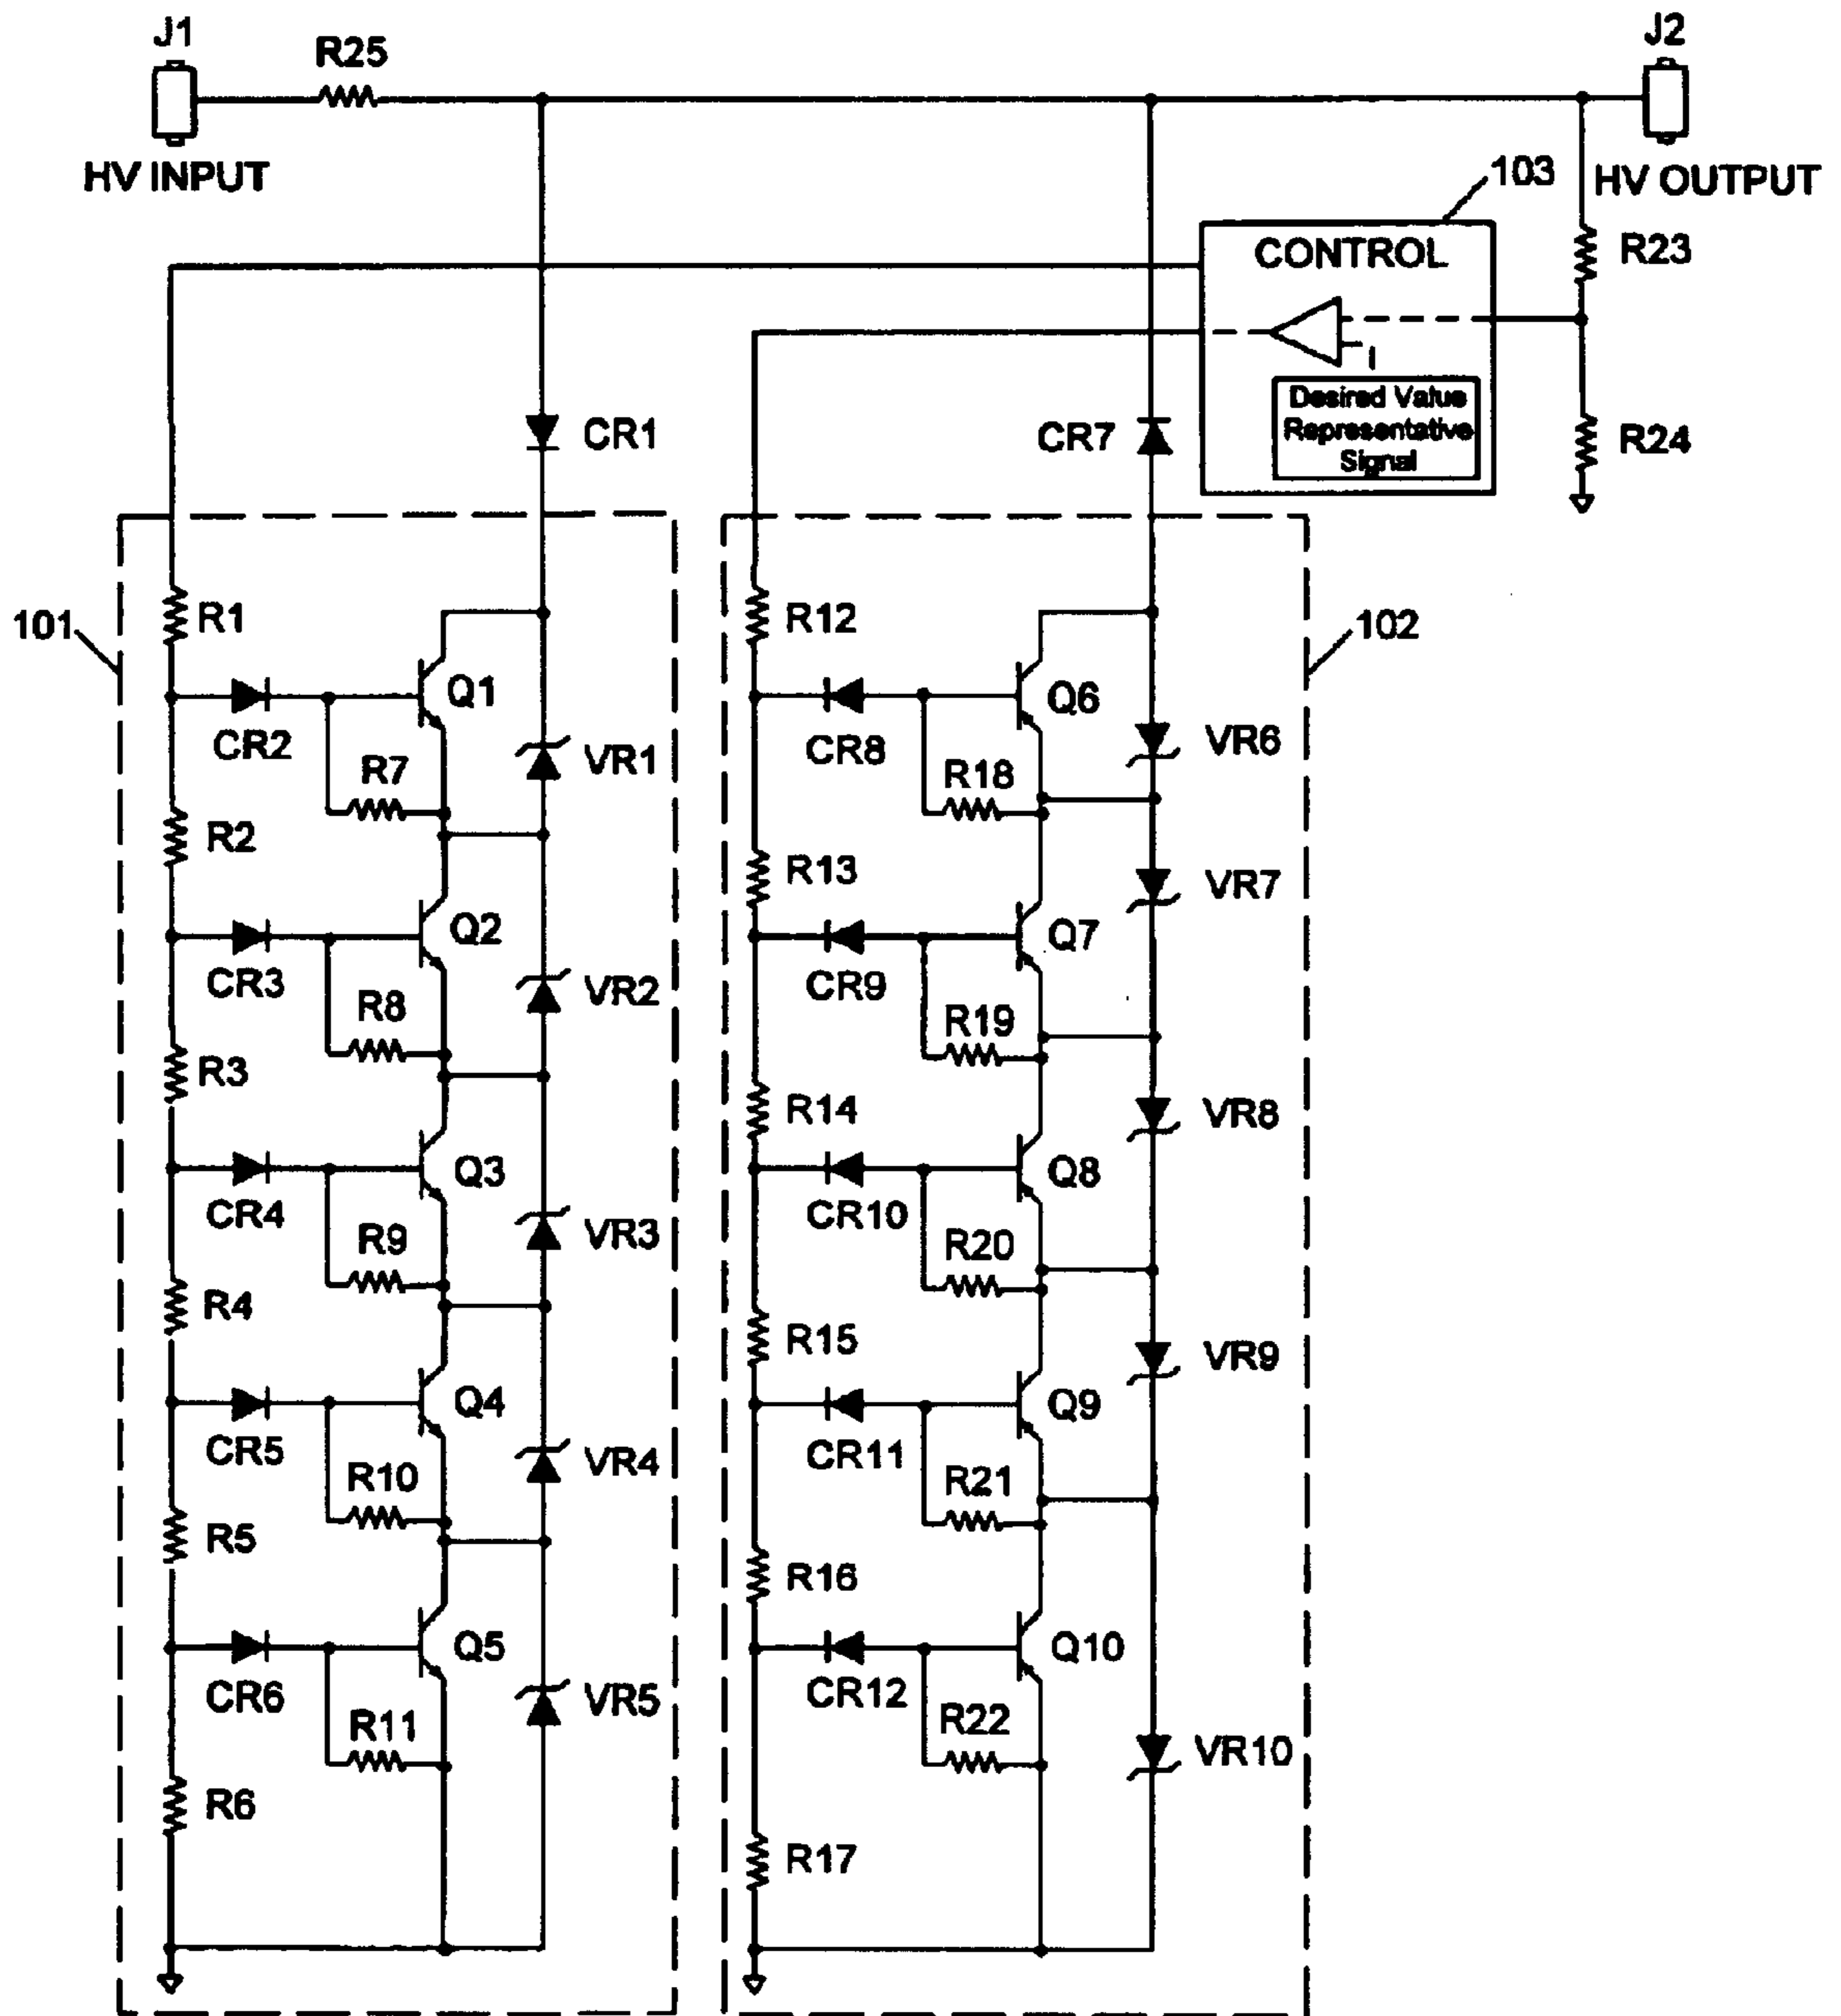 J1
R25
J2
HV INPUT
103
HV OUTPUT
CONTROL
R23
Desired Value
Representative
Signal
R24
CR1
CR7
101
R1
R12
102
Q1
Q6
CR2
CR8
VR1
VR6
R7
R18
R2
R13
VR7
Q2
Q7
CR3
CR9
VR2
R8
R19
R3
R14
VR8
Q3
Q8
CR4
CR10
VR3
R9
R20
R4
R15
VR9
Q4
Q9
CR5
CR11
VR4
R10
R21
R5
R16
Q5
Q10
CR6
CR12
VR5
R11
R22
VR10
R6
R17